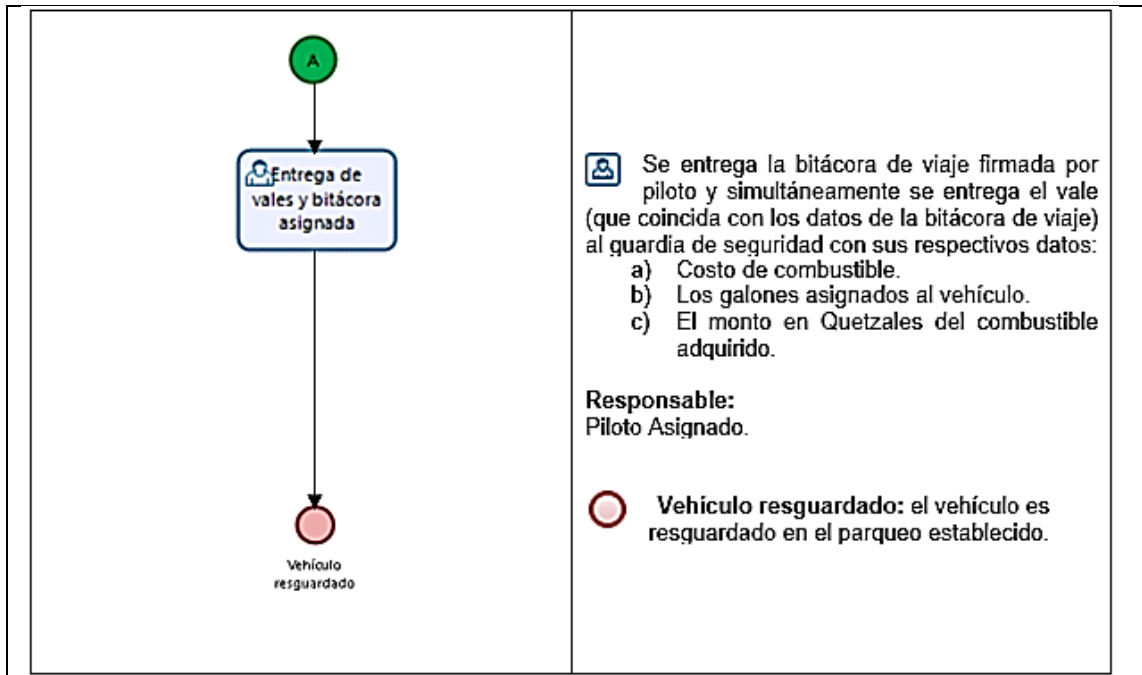 A
Entrega de
vales y bitácora
asignada
Vehículo
resguardado
Se entrega la bitácora de viaje firmada por
piloto y simultáneamente se entrega el vale
(que coincida con los datos de la bitácora de viaje)
al guardia de seguridad con sus respectivos datos:
a) Costo de combustible.
b) Los galones asignados al vehículo.
c) El monto en Quetzales del combustible
adquirido.
Responsable:
Piloto Asignado.
Vehículo resguardado: el vehículo es
resguardado en el parqueo establecido.